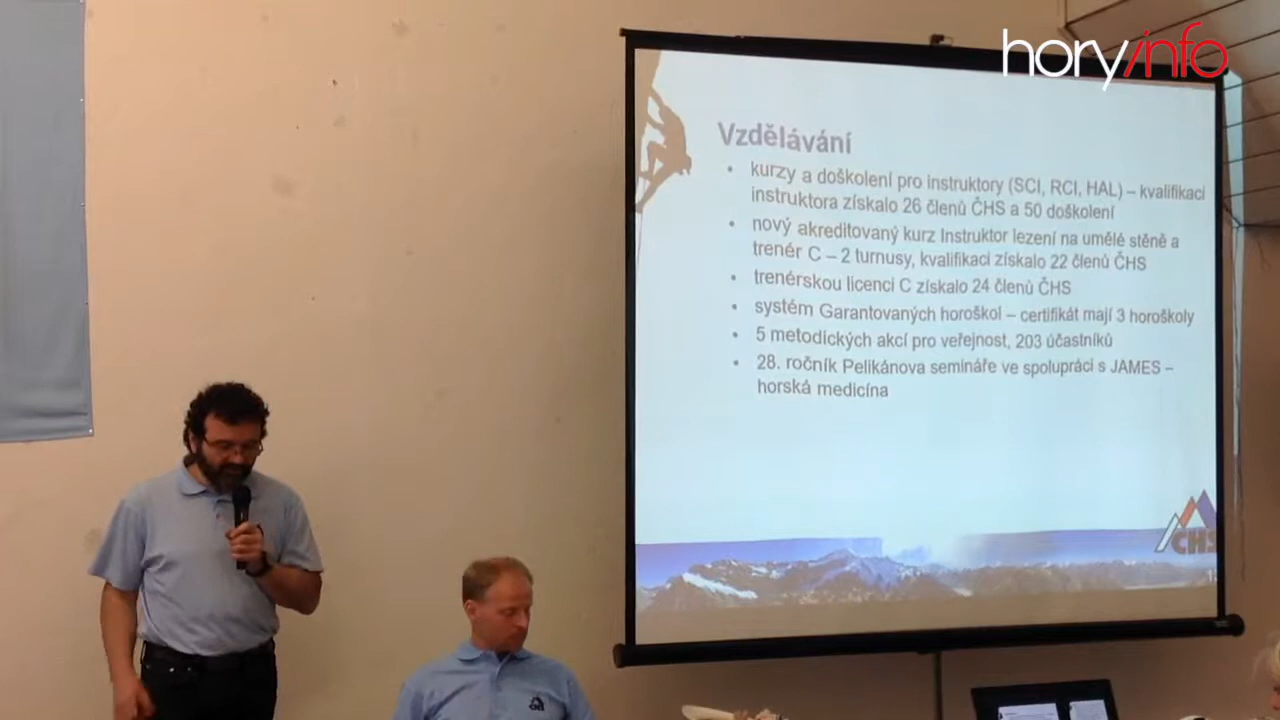 horyinfo
Vzdělávání
• kurzy a doškolení pro instruktory (SCI, RCI, HAL) – kvalifikaci
instruktora získalo 26 členů ČHS a 50 doškolení
• nový akreditovaný kurz Instruktor lezení na umělé stěně a
trenér C – 2 turnusy, kvalifikaci získalo 22 členů ČHS
• trenérskou licenci C získalo 24 členů ČHS
• systém Garantovaných horoškol – certifikát mají 3 horoškoly
• 5 metodických akcí pro veřejnost, 203 účastníků
• 28. ročník Pelikánova semináře ve spolupráci s JAMES –
horská medicína
CHS